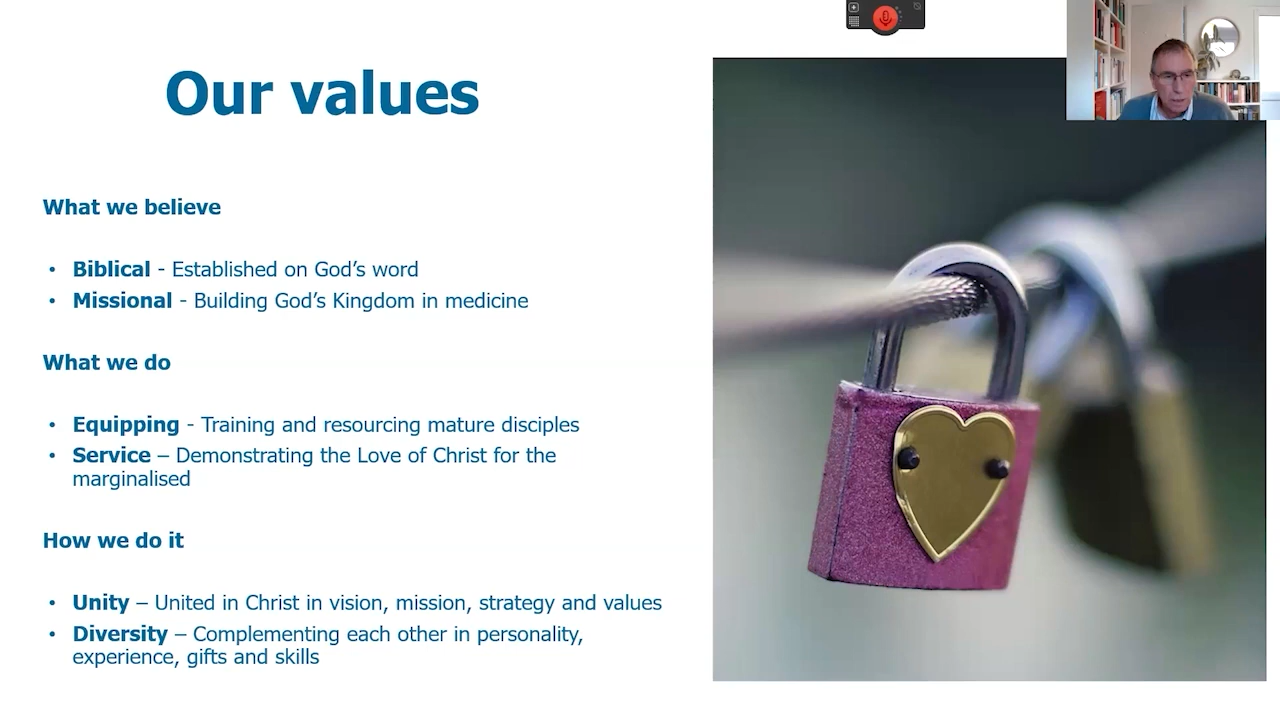 Our values
What we believe
• Biblical - Established on God’s word
• Missional - Building God’s Kingdom in medicine
What we do
• Equipping - Training and resourcing mature disciples
• Service – Demonstrating the Love of Christ for the
marginalised
How we do it
• Unity – United in Christ in vision, mission, strategy and values
• Diversity – Complementing each other in personality,
experience, gifts and skills